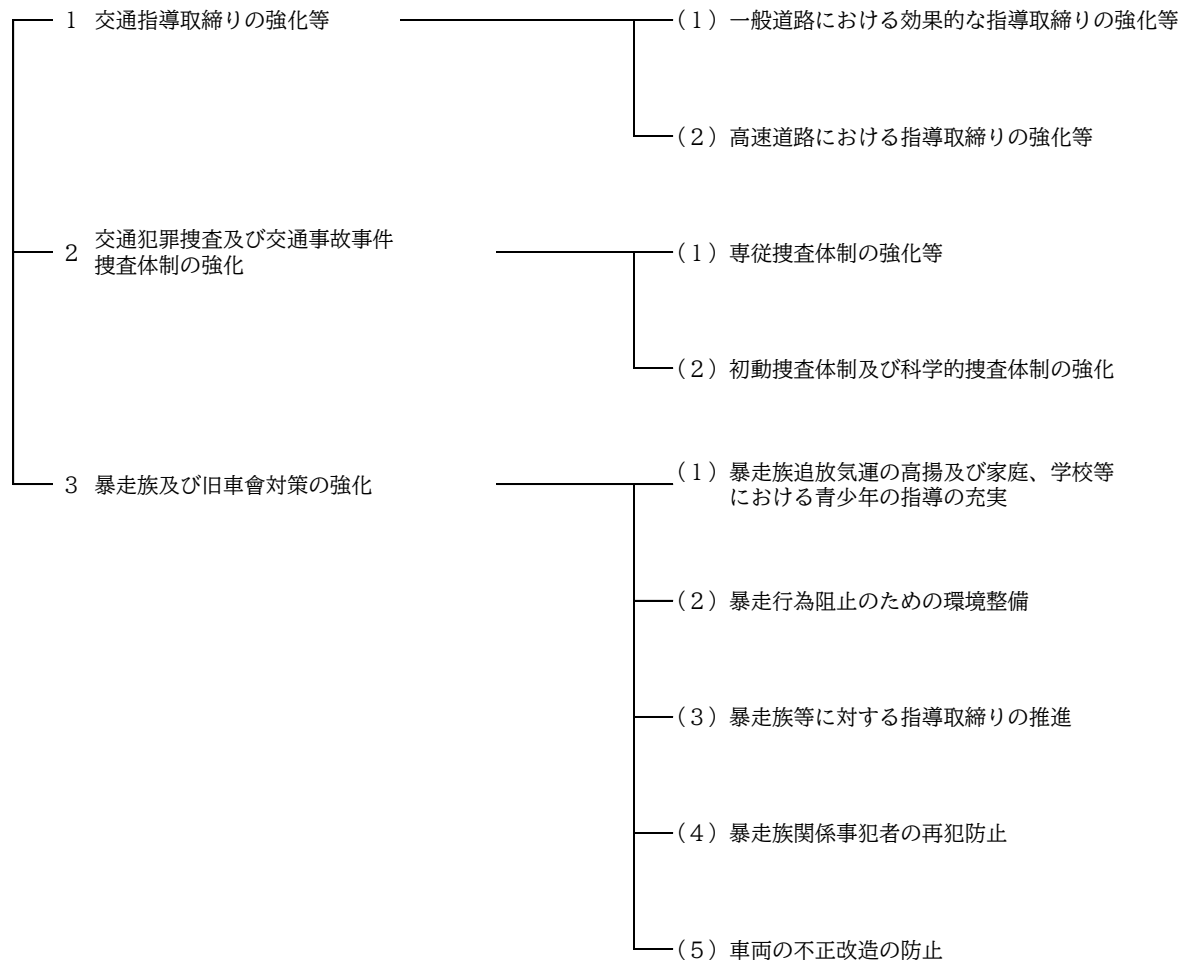 1 交通指導取締りの強化等
(1)一般道路における効果的な指導取締りの強化等
(2)高速道路における指導取締りの強化等
2 交通犯罪捜査及び交通事故事件
捜査体制の強化
(1)専従捜査体制の強化等
(2)初動捜査体制及び科学的捜査体制の強化
3 暴走族及び旧車會対策の強化
(1)暴走族追放気運の高揚及び家庭、学校等
における青少年の指導の充実
(2)暴走行為阻止のための環境整備
(3)暴走族等に対する指導取締りの推進
(4)暴走族関係事犯者の再犯防止
(5)車両の不正改造の防止